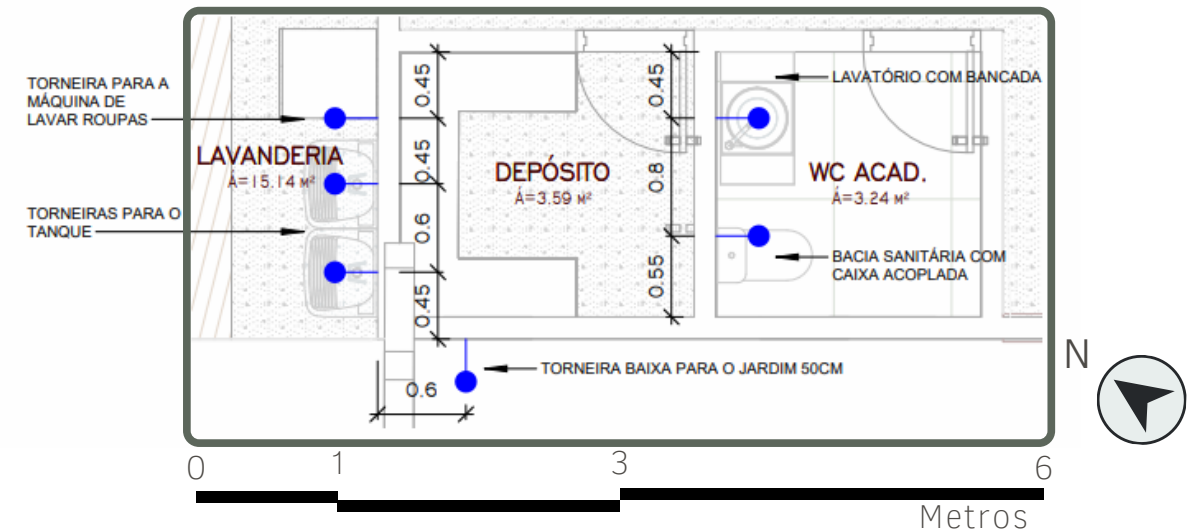 TORNEIRA PARA A
MÁQUINA DE
LAVAR ROUPAS
LAVANDERIA
Á=15.14 M²
TORNEIRAS PARA O
TANQUE
0.45
0.45
0.6
0.45
0.6
DEPÓSITO
Á=3.59 M²
0.45
0.8
0.55
LAVATÓRIO COM BANCADA
WC ACAD.
Á=3.24 M²
BACIA SANITÁRIA COM
CAIXA ACOPLADA
TORNEIRA BAIXA PARA O JARDIM 50CM
N
0 1 3 6
Metros